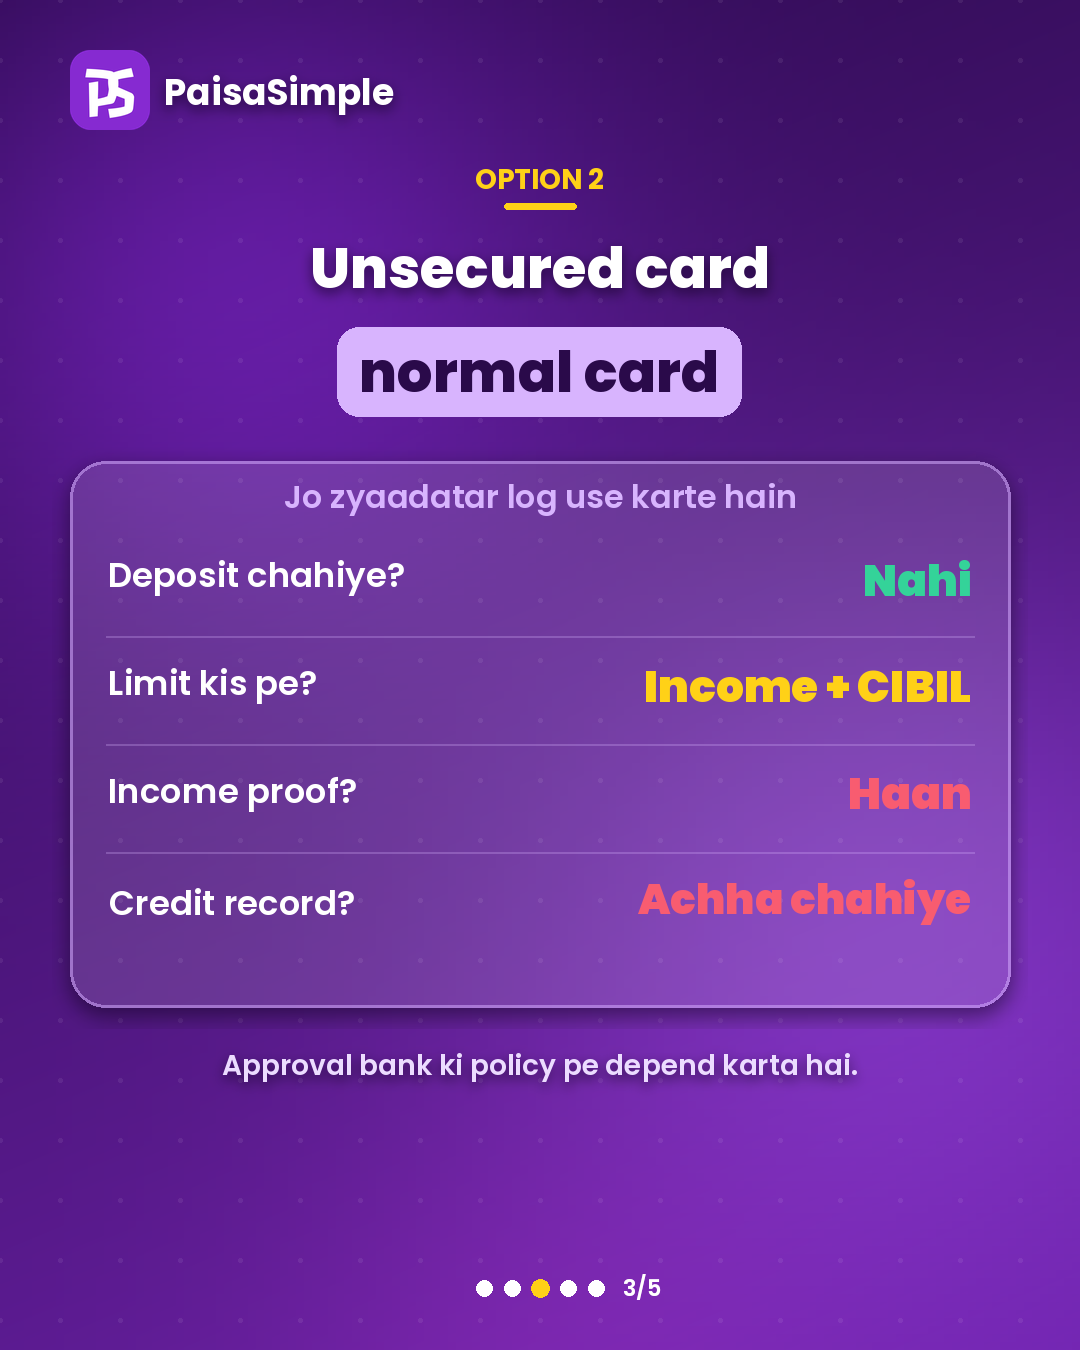 PS
PaisaSimple
OPTION 2
Unsecured card
normal card
Jo zyaadatar log use karte hain
Deposit chahiye? Nahi
Limit kis pe? Income + CIBIL
Income proof? Haan
Credit record? Achha chahiye
Approval bank ki policy pe depend karta hai.
3/5